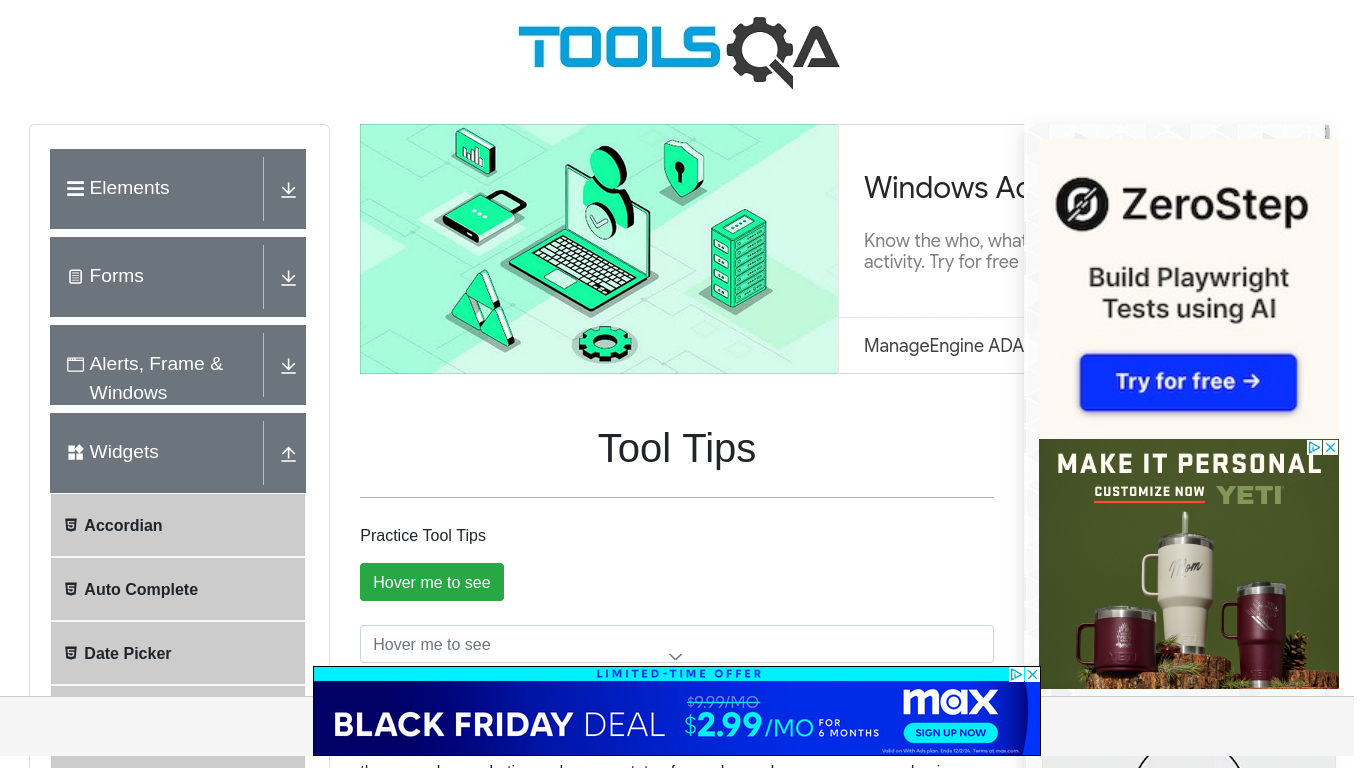 TOOLSQA
Elements
Forms
Alerts, Frame &
Windows
Widgets
Accordian
Auto Complete
Date Picker
Windows Ac
Know the who, what
activity. Try for free
ManageEngine ADA
Tool Tips
Practice Tool Tips
Hover me to see
Hover me to see
ZeroStep
Build Playwright
Tests using AI
Try for free →
MAKE IT PERSONAL
CUSTOMIZE NOW YETI
Mom
YETI
LIMITED-TIME OFFER
BLACK FRIDAY DEAL
$9.99/MO
$2.99/MO FOR
6 MONTHS
max
SIGN UP NOW
Valid on With Ads plan. Ends 12/2/24. Terms at max.com.